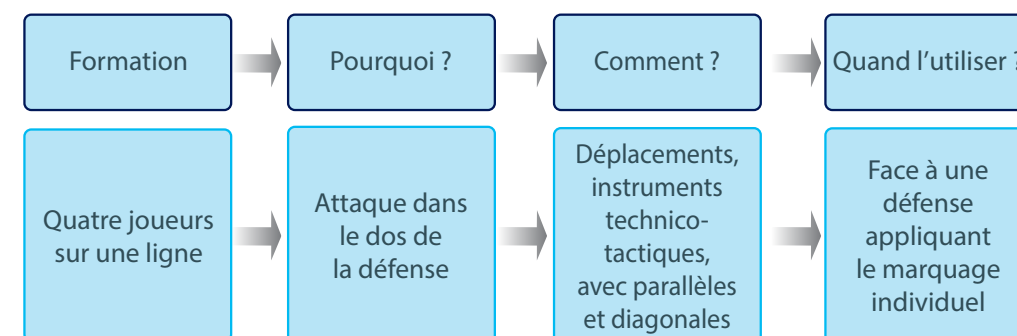 Formation
Pourquoi ?
Comment ?
Quand l’utiliser ?
Quatre joueurs
sur une ligne
Attaque dans
le dos de
la défense
Déplacements,
instruments
technico-
tactiques,
avec parallèles
et diagonales
Face à une
défense
appliquant
le marquage
individuel